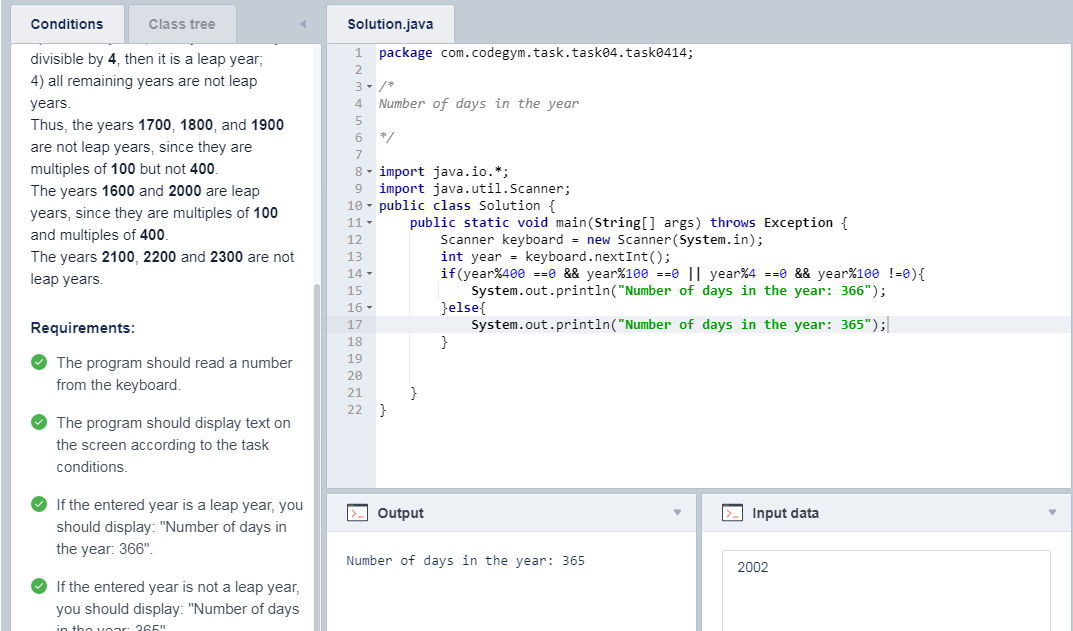 Conditions
Class tree
divisible by 4, then it is a leap year;
4) all remaining years are not leap
years.
Thus, the years 1700, 1800, and 1900
are not leap years, since they are
multiples of 100 but not 400.
The years 1600 and 2000 are leap
years, since they are multiples of 100
and multiples of 400.
The years 2100, 2200 and 2300 are not
leap years.
Requirements:
The program should read a number
from the keyboard.
The program should display text on
the screen according to the task
conditions.
If the entered year is a leap year, you
should display: "Number of days in
the year: 366".
If the entered year is not a leap year,
you should display: "Number of days
in the year: 365"
Solution.java
1 package com.codegym.task.task04.task0414;
2
3 /*
4 Number of days in the year
5
6 */
7
8 import java.io.*;
9 import java.util.Scanner;
10 public class Solution {
11 public static void main(String[] args) throws Exception {
12 Scanner keyboard = new Scanner(System.in);
13 int year = keyboard.nextInt();
14 if(year%400 ==0 && year%100 ==0 || year%4 ==0 && year%100 !=0){
15 System.out.println("Number of days in the year: 366");
16 }else{
17 System.out.println("Number of days in the year: 365");
18 }
19
20
21 }
22 }
Output
Number of days in the year: 365
Input data
2002